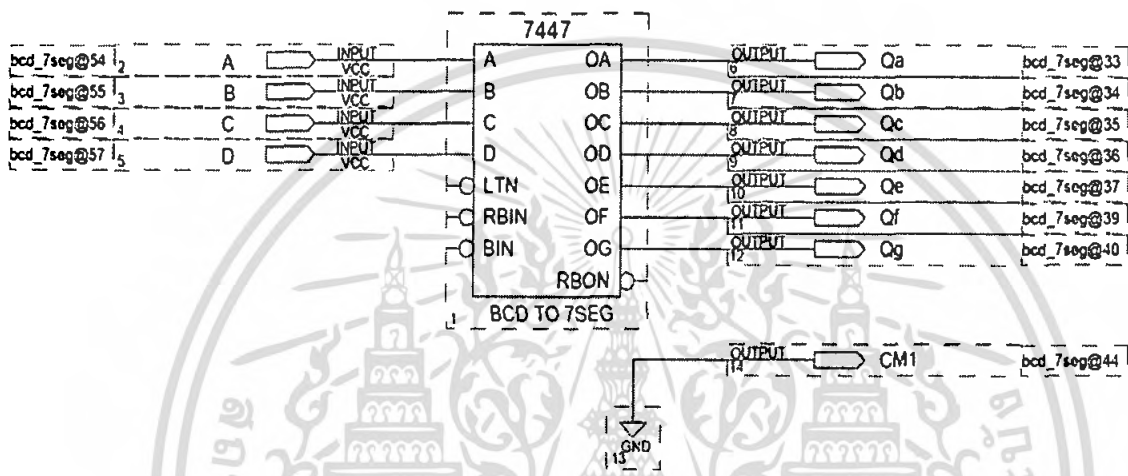 7447
bcd_7seg@54 2 A INPUT VCC A OA OUTPUT 6 Qa bcd_7seg@33
bcd_7seg@55 3 B INPUT VCC B OB OUTPUT 7 Qb bcd_7seg@34
bcd_7seg@56 4 C INPUT VCC C OC OUTPUT 8 Qc bcd_7seg@35
bcd_7seg@57 5 D INPUT VCC D OD OUTPUT 9 Qd bcd_7seg@36
LTN OE OUTPUT 10 Qe bcd_7seg@37
RBIN OF OUTPUT 11 Qf bcd_7seg@39
BIN OG OUTPUT 12 Qg bcd_7seg@40
RBON
1 BCD TO 7SEG
OUTPUT 14 CM1 bcd_7seg@44
GND
13